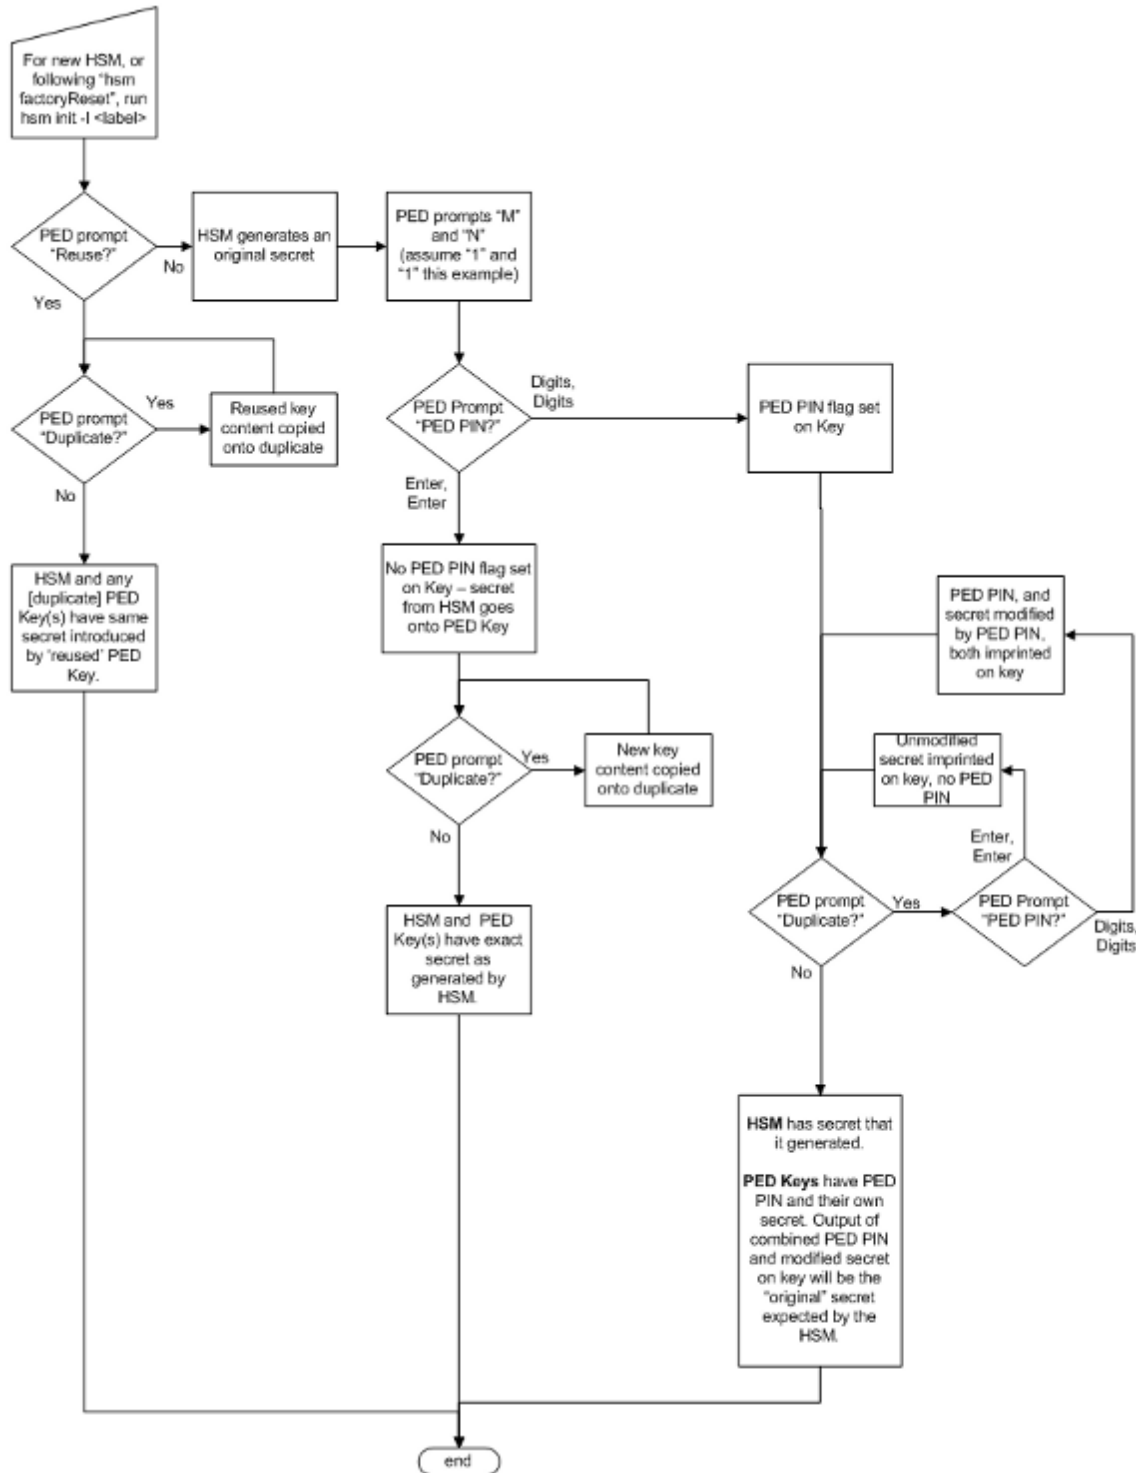 For new HSM, or
following "hsm
factoryReset", run
hsm init -l <label>
PED prompt
"Reuse?"
No
Yes
HSM generates an
original secret
PED prompts "M"
and "N"
(assume "1" and
"1" this example)
PED prompt
"Duplicate?"
Yes
No
Reused key
content copied
onto duplicate
HSM and any
[duplicate] PED
Key(s) have same
secret introduced
by 'reused' PED
Key.
PED Prompt
"PED PIN?"
Digits,
Digits
Enter,
Enter
PED PIN flag set
on Key
No PED PIN flag set
on Key – secret
from HSM goes
onto PED Key
PED prompt
"Duplicate?"
Yes
No
New key
content copied
onto duplicate
HSM and PED
Key(s) have exact
secret as
generated by
HSM.
PED PIN, and
secret modified
by PED PIN,
both imprinted
on key
Unmodified
secret imprinted
on key, no PED
PIN
Enter,
Enter
PED prompt
"Duplicate?"
Yes
No
PED Prompt
"PED PIN?"
Digits,
Digits
HSM has secret that
it generated.
PED Keys have PED
PIN and their own
secret. Output of
combined PED PIN
and modified secret
on key will be the
"original" secret
expected by the
HSM.
end